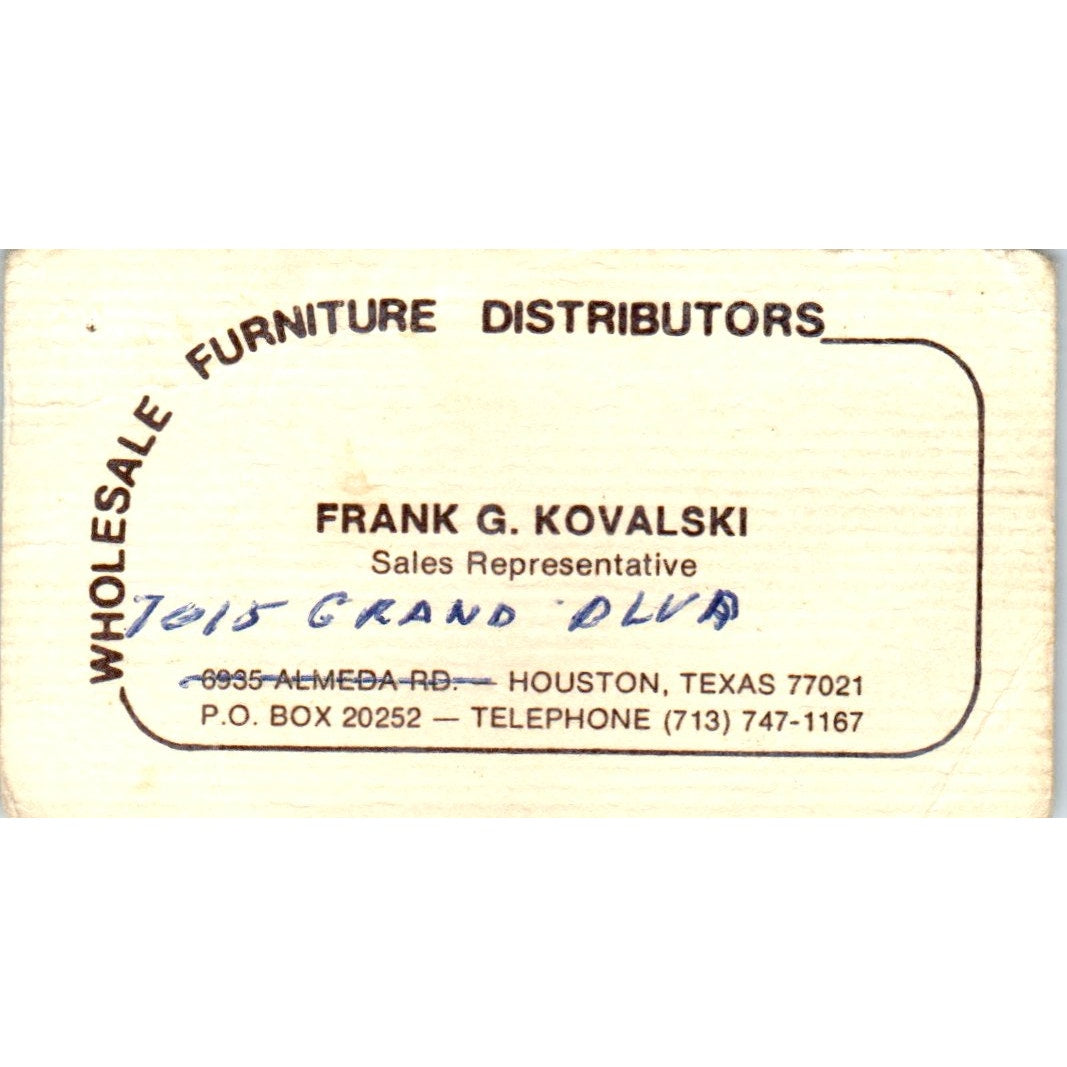 WHOLESALE FURNITURE DISTRIBUTORS
FRANK G. KOVALSKI
Sales Representative
7015 GRAND BLVD
6935 ALMEDA RD. — HOUSTON, TEXAS 77021
P.O. BOX 20252 — TELEPHONE (713) 747-1167